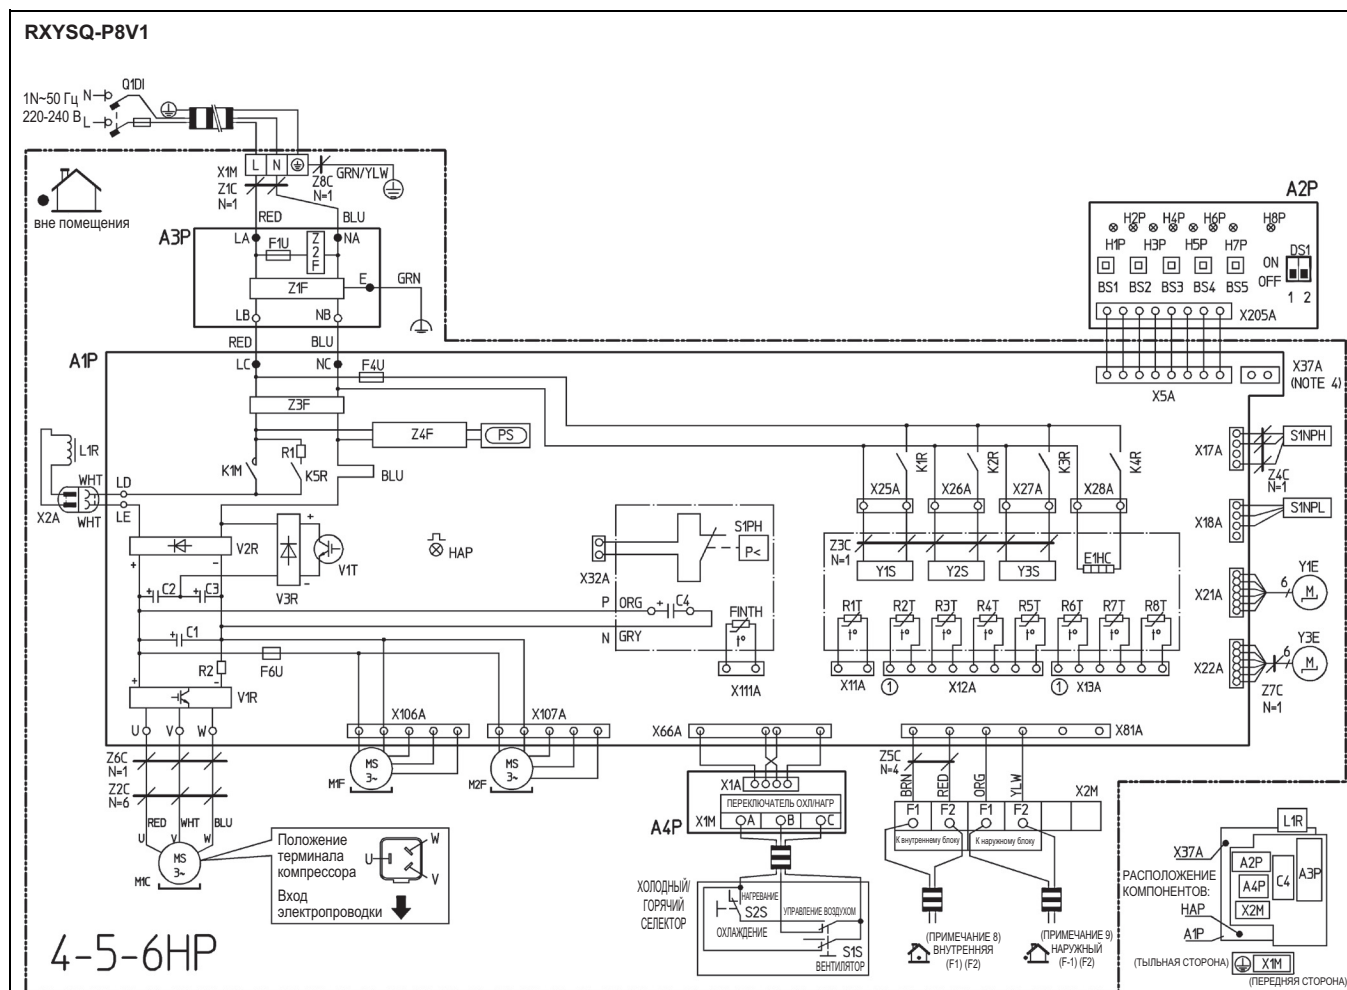 RXYSQ-P8V1
1N~50 Гц
220-240 В
N
L
Q1DI
вне помещения
X1M
L
N
Z8C
N=1
GRN/YLW
Z1C
N=1
RED
BLU
A3P
LA
F1U
Z2F
NA
E
GRN
Z1F
LB
NB
RED
BLU
A2P
H2P
H4P
H6P
H8P
H1P
H3P
H5P
H7P
DS1
ON
OFF
1 2
BS1
BS2
BS3
BS4
BS5
X205A
X5A
X37A
(NOTE 4)
A1P
LC
NC
F4U
Z3F
Z4F
PS
R1
K1M
K5R
BLU
L1R
WHT
WHT
X2A
LD
LE
V2R
+
-
C2
C3
+
+
V3R
+
-
V1T
HAP
C1
+
R2
F6U
V1R
+
-
U
V
W
K1R
K2R
K3R
K4R
X25A
X26A
X27A
X28A
Z3C
N=1
Y1S
Y2S
Y3S
E1HC
X32A
S1PH
P<
P
ORG
+
C4
N
GRY
FINTH
t°
X111A
R1T
R2T
R3T
R4T
R5T
R6T
R7T
R8T
t°
t°
t°
t°
t°
t°
t°
t°
X11A
1
X12A
1
X13A
X17A
S1NPH
Z4C
N=1
X18A
S1NPL
X21A
6
Y1E
M
X22A
6
Y3E
M
Z7C
N=1
X106A
X107A
MS
3~
M1F
MS
3~
M2F
X66A
X81A
Z6C
N=1
Z2C
N=6
RED
WHT
BLU
U
V
W
MS
3~
M1C
Положение
терминала
компрессора
Вход
электропроводки
U
W
V
X1A
ПЕРЕКЛЮЧАТЕЛЬ ОХЛ/НАГР
X1M
A
B
C
A4P
ХОЛОДНЫЙ/
ГОРЯЧИЙ
СЕЛЕКТОР
НАГРЕВАНИЕ
S2S
ОХЛАЖДЕНИЕ
УПРАВЛЕНИЕ ВОЗДУХОМ
S1S
ВЕНТИЛЯТОР
Z5C
N=4
BRN
RED
ORG
YLW
X2M
F1
F2
F1
F2
К внутреннему блоку
К наружному блоку
(ПРИМЕЧАНИЕ 8)
ВНУТРЕННЯЯ
(F1) (F2)
(ПРИМЕЧАНИЕ 9)
НАРУЖНЫЙ
(F-1) (F2)
L1R
X37A
РАСПОЛОЖЕНИЕ
КОМПОНЕНТОВ:
A2P
A4P
C4
A3P
X2M
HAP
A1P
(ТЫЛЬНАЯ СТОРОНА)
X1M
(ПЕРЕДНЯЯ СТОРОНА)
4-5-6HP